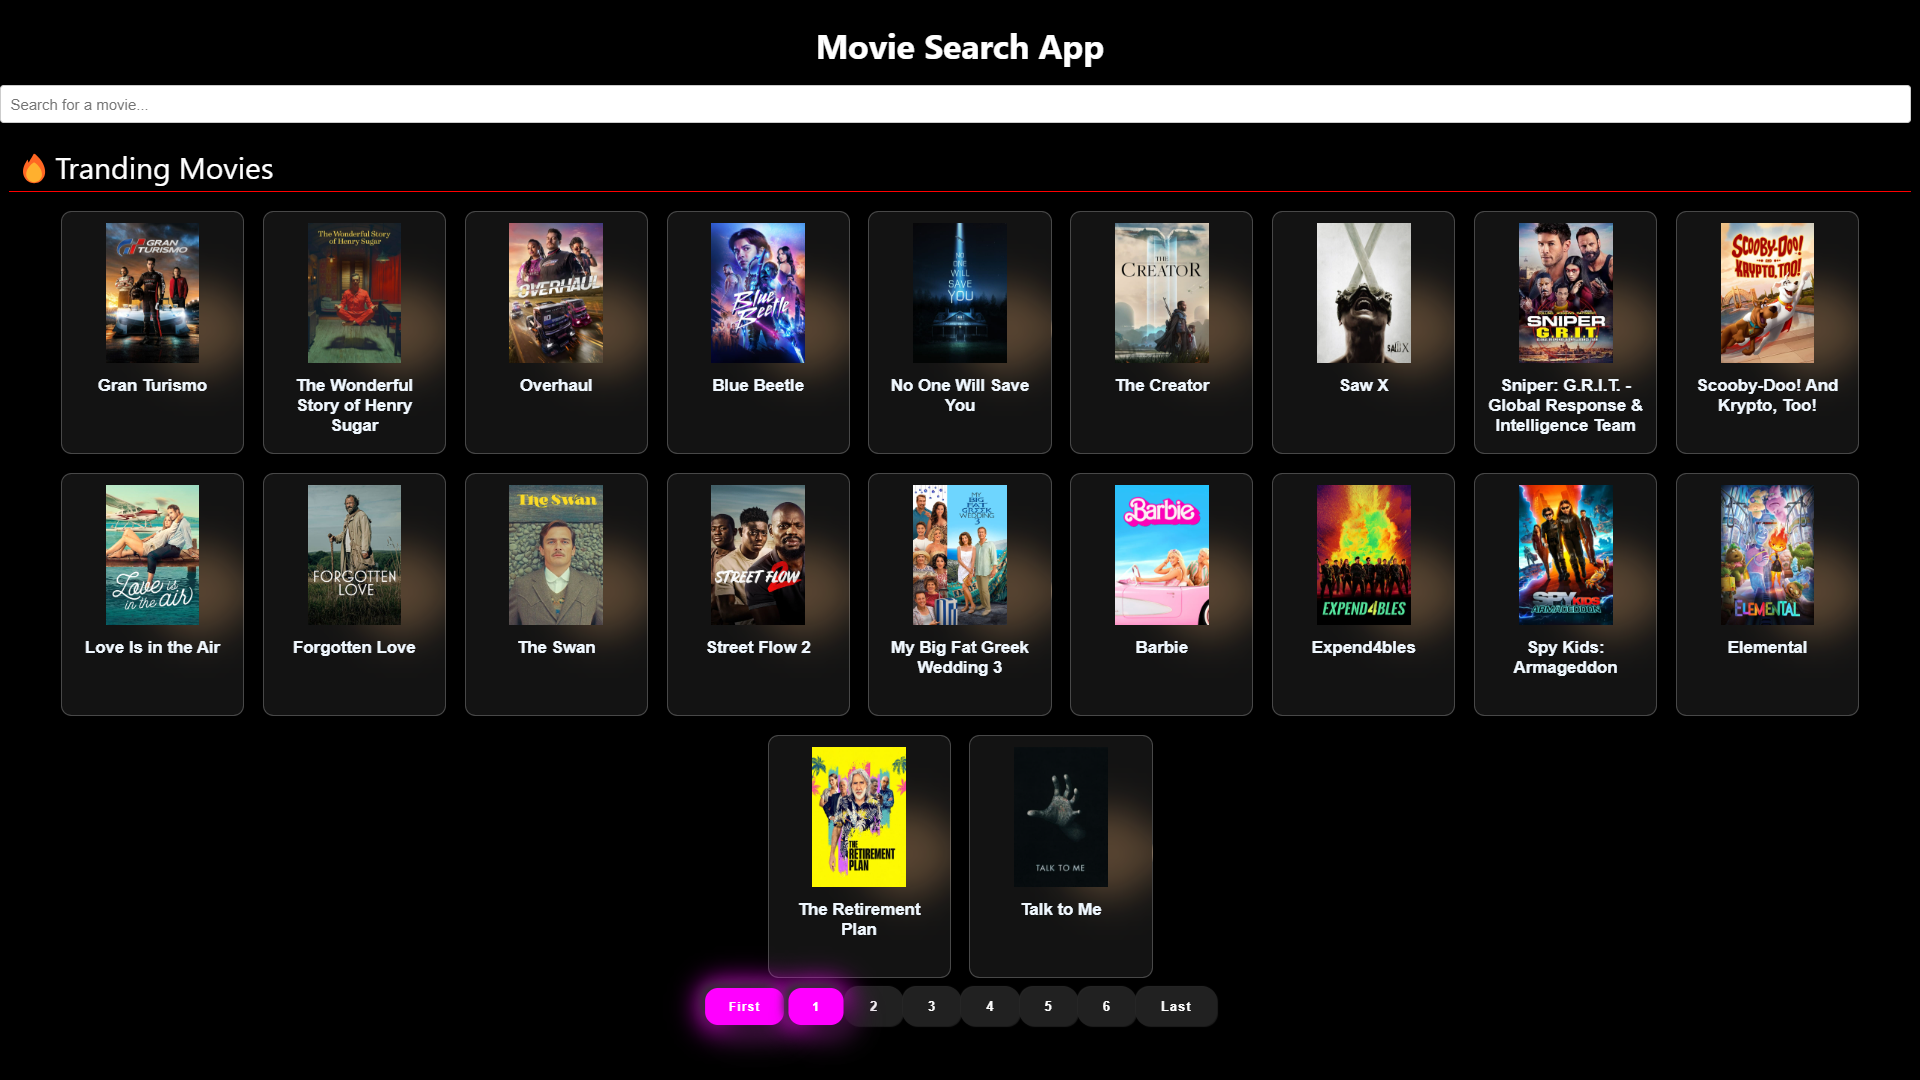 Movie Search App
Search for a movie...
🔥 Tranding Movies
GRAN
TURISMO
The Wonderful Story
of Henry Sugar
OVERHAUL
Blue
Beetle
NO
ONE
WILL
SAVE
YOU
THE
CREATOR
SAW X
SNIPER
G.R.I.T.
SCOOBY-DOO!
AND
KRYPTO, TOO!
Gran Turismo
The Wonderful
Story of Henry
Sugar
Overhaul
Blue Beetle
No One Will Save
You
The Creator
Saw X
Sniper: G.R.I.T. -
Global Response &
Intelligence Team
Scooby-Doo! And
Krypto, Too!
Love is
in the air
FORGOTTEN
LOVE
The Swan
STREET FLOW
2
MY
BIG
FAT
GREEK
WEDDING
3
Barbie
EXPEND4BLES
SPY KIDS
ARMAGEDDON
ELEMENTAL
Love Is in the Air
Forgotten Love
The Swan
Street Flow 2
My Big Fat Greek
Wedding 3
Barbie
Expend4bles
Spy Kids:
Armageddon
Elemental
THE
RETIREMENT
PLAN
TALK TO ME
The Retirement
Plan
Talk to Me
First 1 2 3 4 5 6 Last